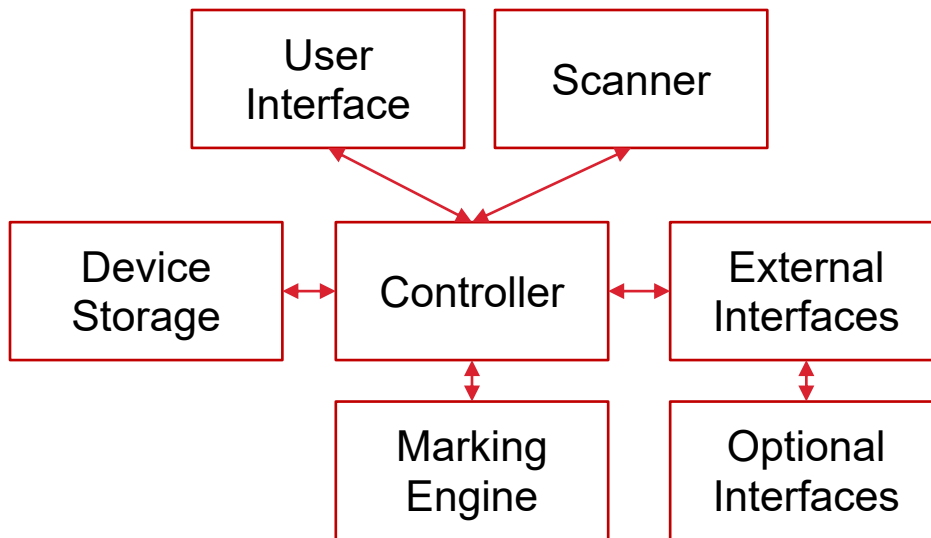 User
Interface
Scanner
Device
Storage
Controller
External
Interfaces
Marking
Engine
Optional
Interfaces